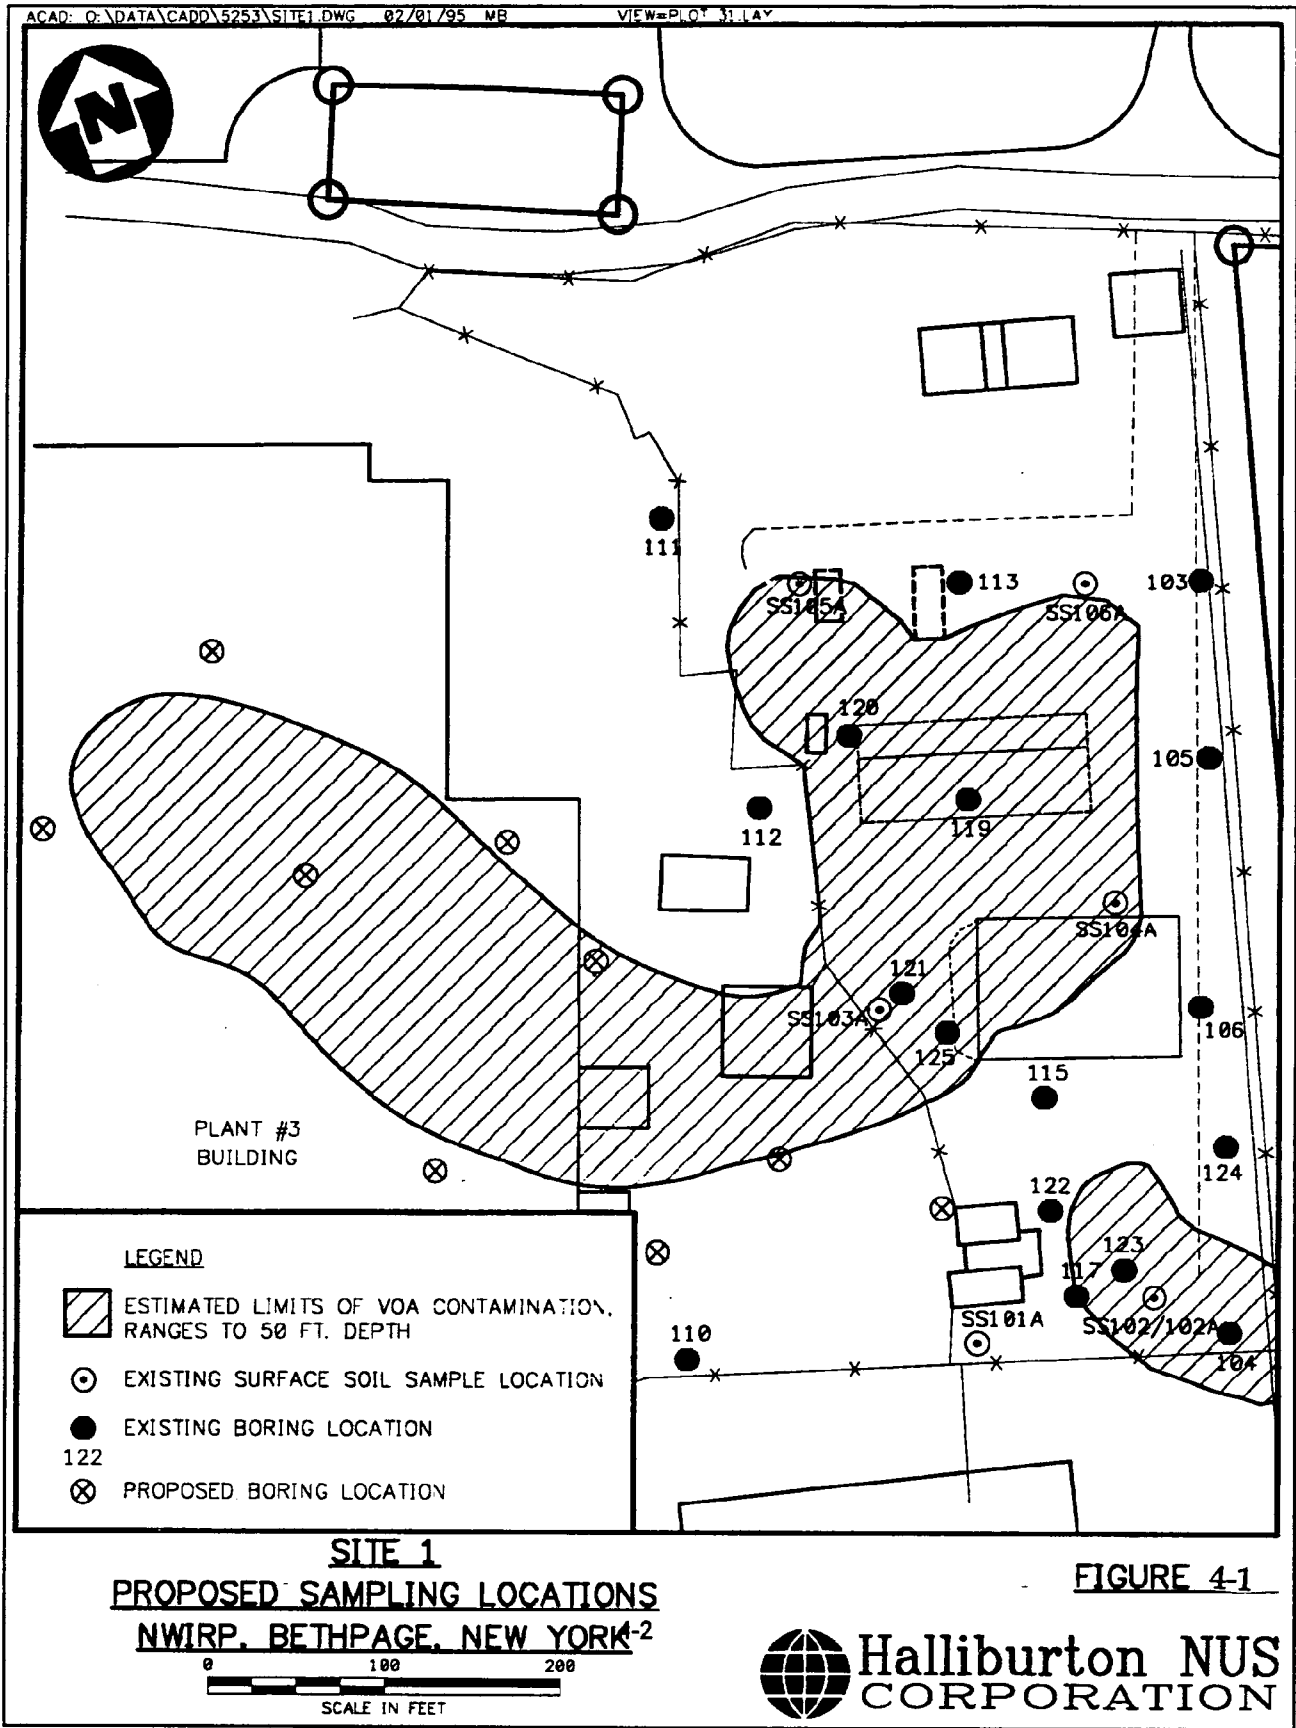 ACAD: O:\DATA\CADD\5253\SITE1.DWG 02/01/95 MB VIEW=PLOT 31.LAY
N
111
SS105A
113
SS106A
103
120
105
112
119
SS104A
121
SS103A
125
106
115
PLANT #3
BUILDING
124
122
123
117
SS101A
SS102/102A
104
110
LEGEND
ESTIMATED LIMITS OF VOA CONTAMINATION,
RANGES TO 50 FT. DEPTH
EXISTING SURFACE SOIL SAMPLE LOCATION
EXISTING BORING LOCATION
122
PROPOSED BORING LOCATION
SITE 1
PROPOSED SAMPLING LOCATIONS
NWIRP, BETHPAGE, NEW YORK
4-2
0 100 200
SCALE IN FEET
FIGURE 4-1
Halliburton NUS
CORPORATION